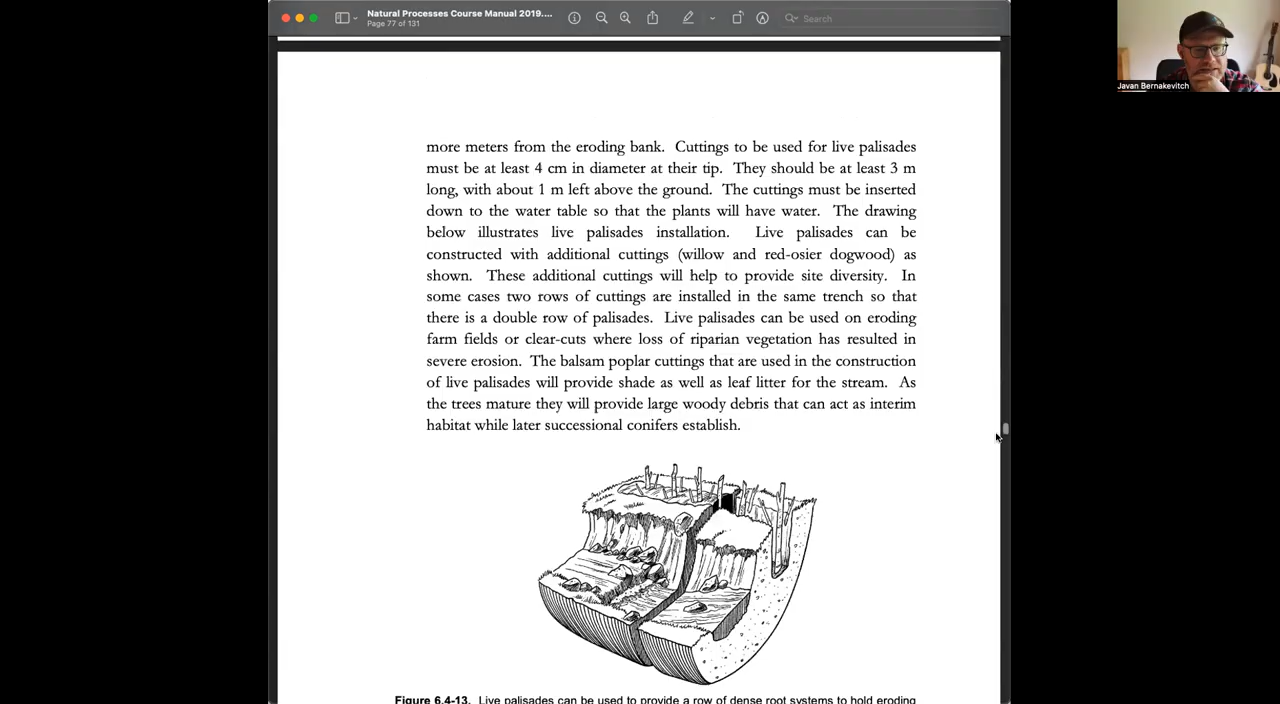 Natural Processes Course Manual 2019....
Page 77 of 131
Search
Javan Bernakevitch
more meters from the eroding bank. Cuttings to be used for live palisades
must be at least 4 cm in diameter at their tip. They should be at least 3 m
long, with about 1 m left above the ground. The cuttings must be inserted
down to the water table so that the plants will have water. The drawing
below illustrates live palisades installation. Live palisades can be
constructed with additional cuttings (willow and red-osier dogwood) as
shown. These additional cuttings will help to provide site diversity. In
some cases two rows of cuttings are installed in the same trench so that
there is a double row of palisades. Live palisades can be used on eroding
farm fields or clear-cuts where loss of riparian vegetation has resulted in
severe erosion. The balsam poplar cuttings that are used in the construction
of live palisades will provide shade as well as leaf litter for the stream. As
the trees mature they will provide large woody debris that can act as interim
habitat while later successional conifers establish.
Figure 6.4-13. Live palisades can be used to provide a row of dense root systems to hold eroding